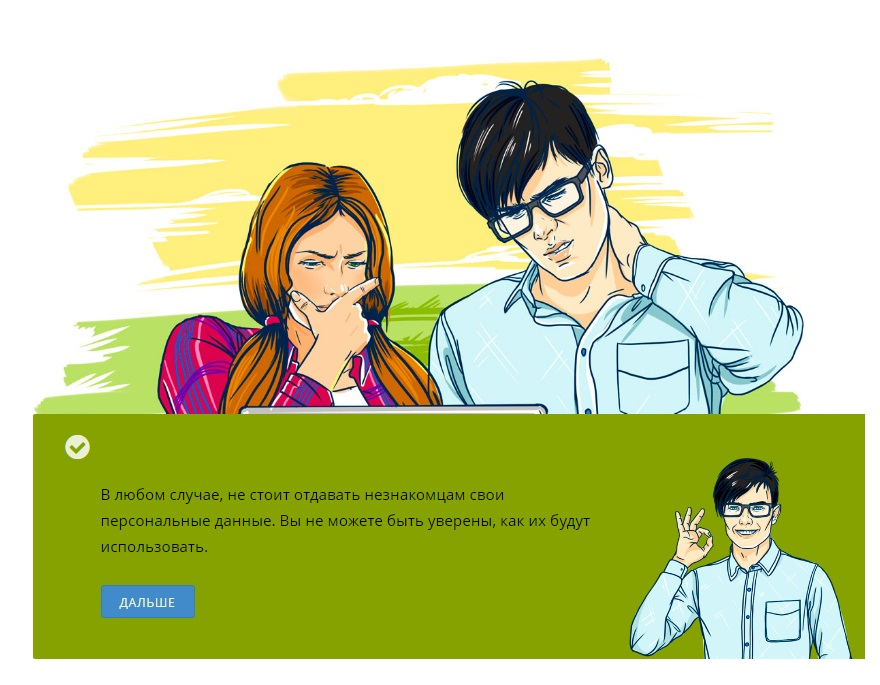 В любом случае, не стоит отдавать незнакомцам свои
персональные данные. Вы не можете быть уверены, как их будут
использовать.
ДАЛЬШЕ